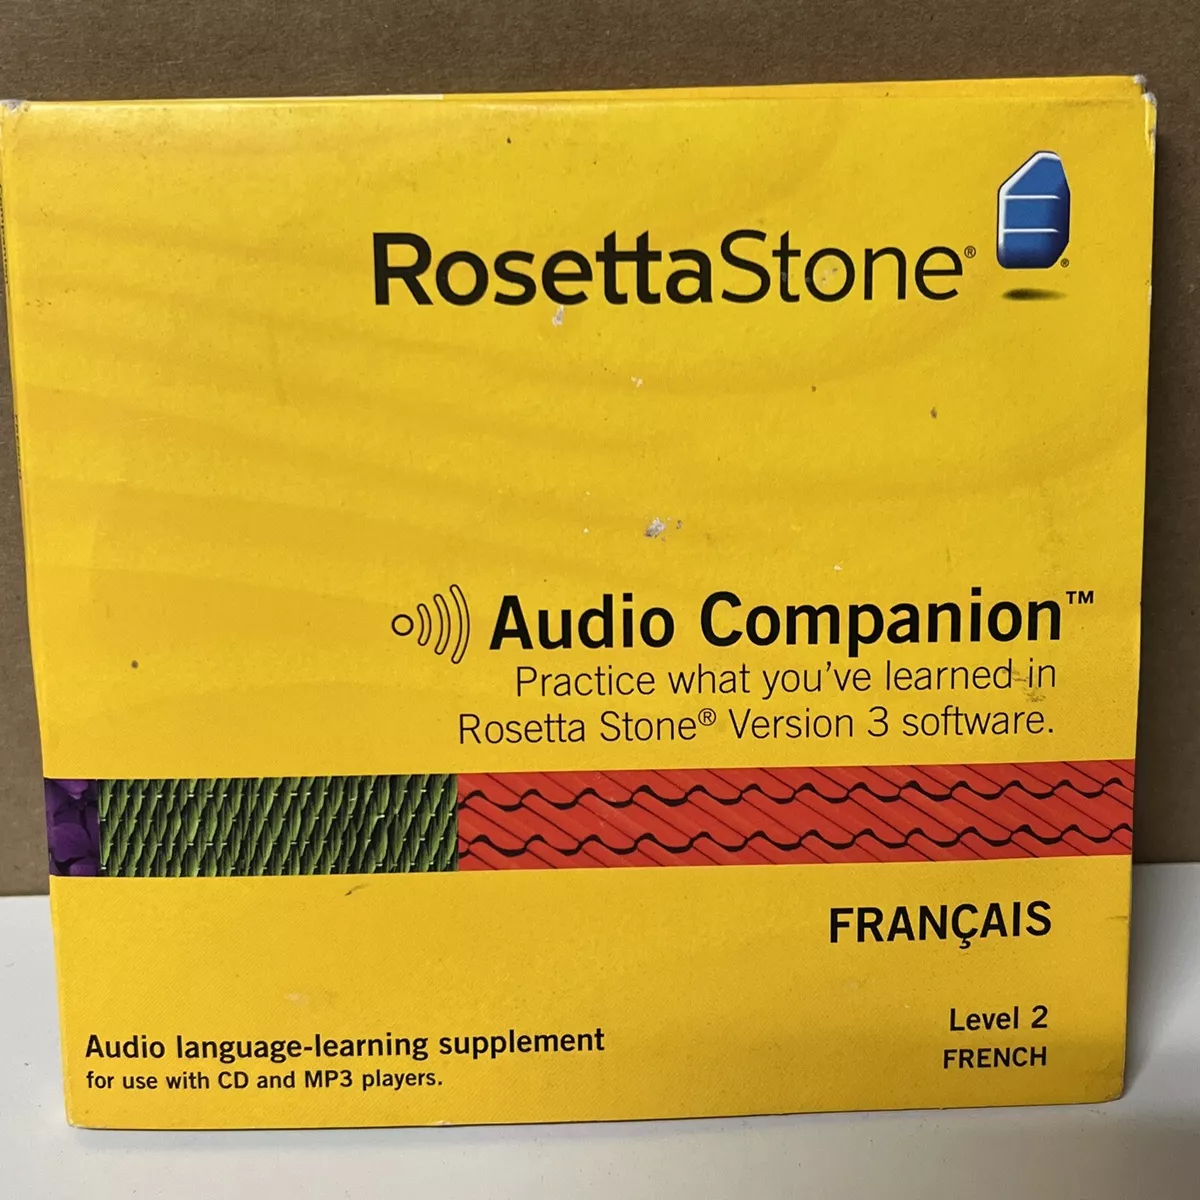 RosettaStone®
®
Audio Companion™
Practice what you've learned in
Rosetta Stone® Version 3 software.
FRANÇAIS
Level 2
FRENCH
Audio language-learning supplement
for use with CD and MP3 players.